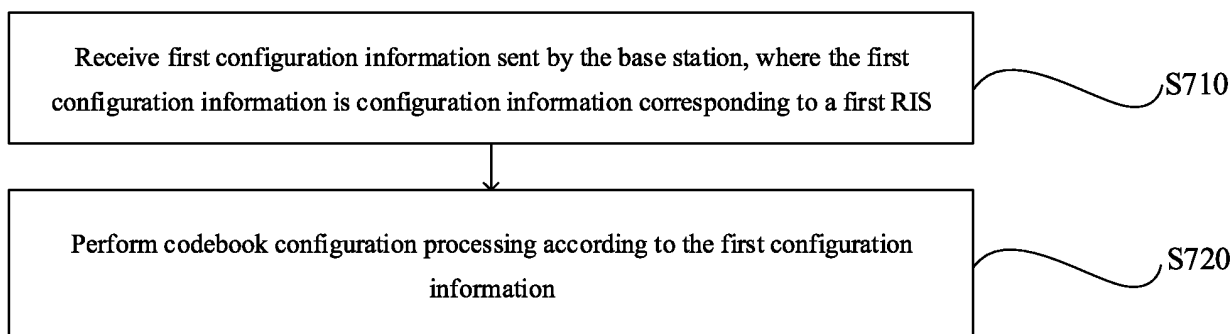 Receive first configuration information sent by the base station, where the first
configuration information is configuration information corresponding to a first RIS
S710
Perform codebook configuration processing according to the first configuration
information
S720